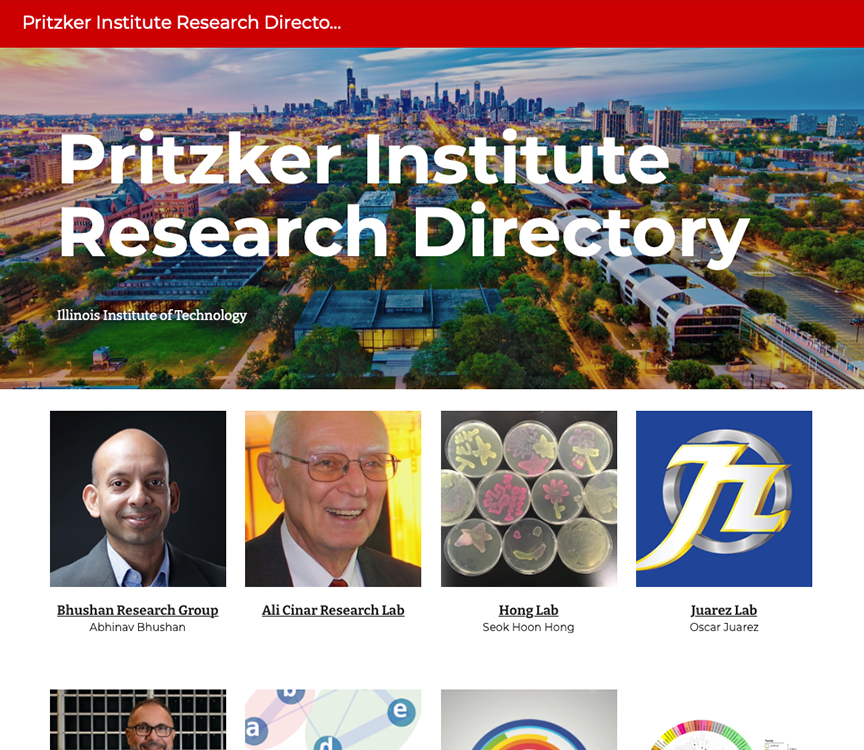 Pritzker Institute Research Directo...
Pritzker Institute
Research Directory
Illinois Institute of Technology
Bhushan Research Group
Abhinav Bhushan
Ali Cinar Research Lab
Hong Lab
Seok Hoon Hong
Juarez Lab
Oscar Juarez
JZ
a
b
d
e